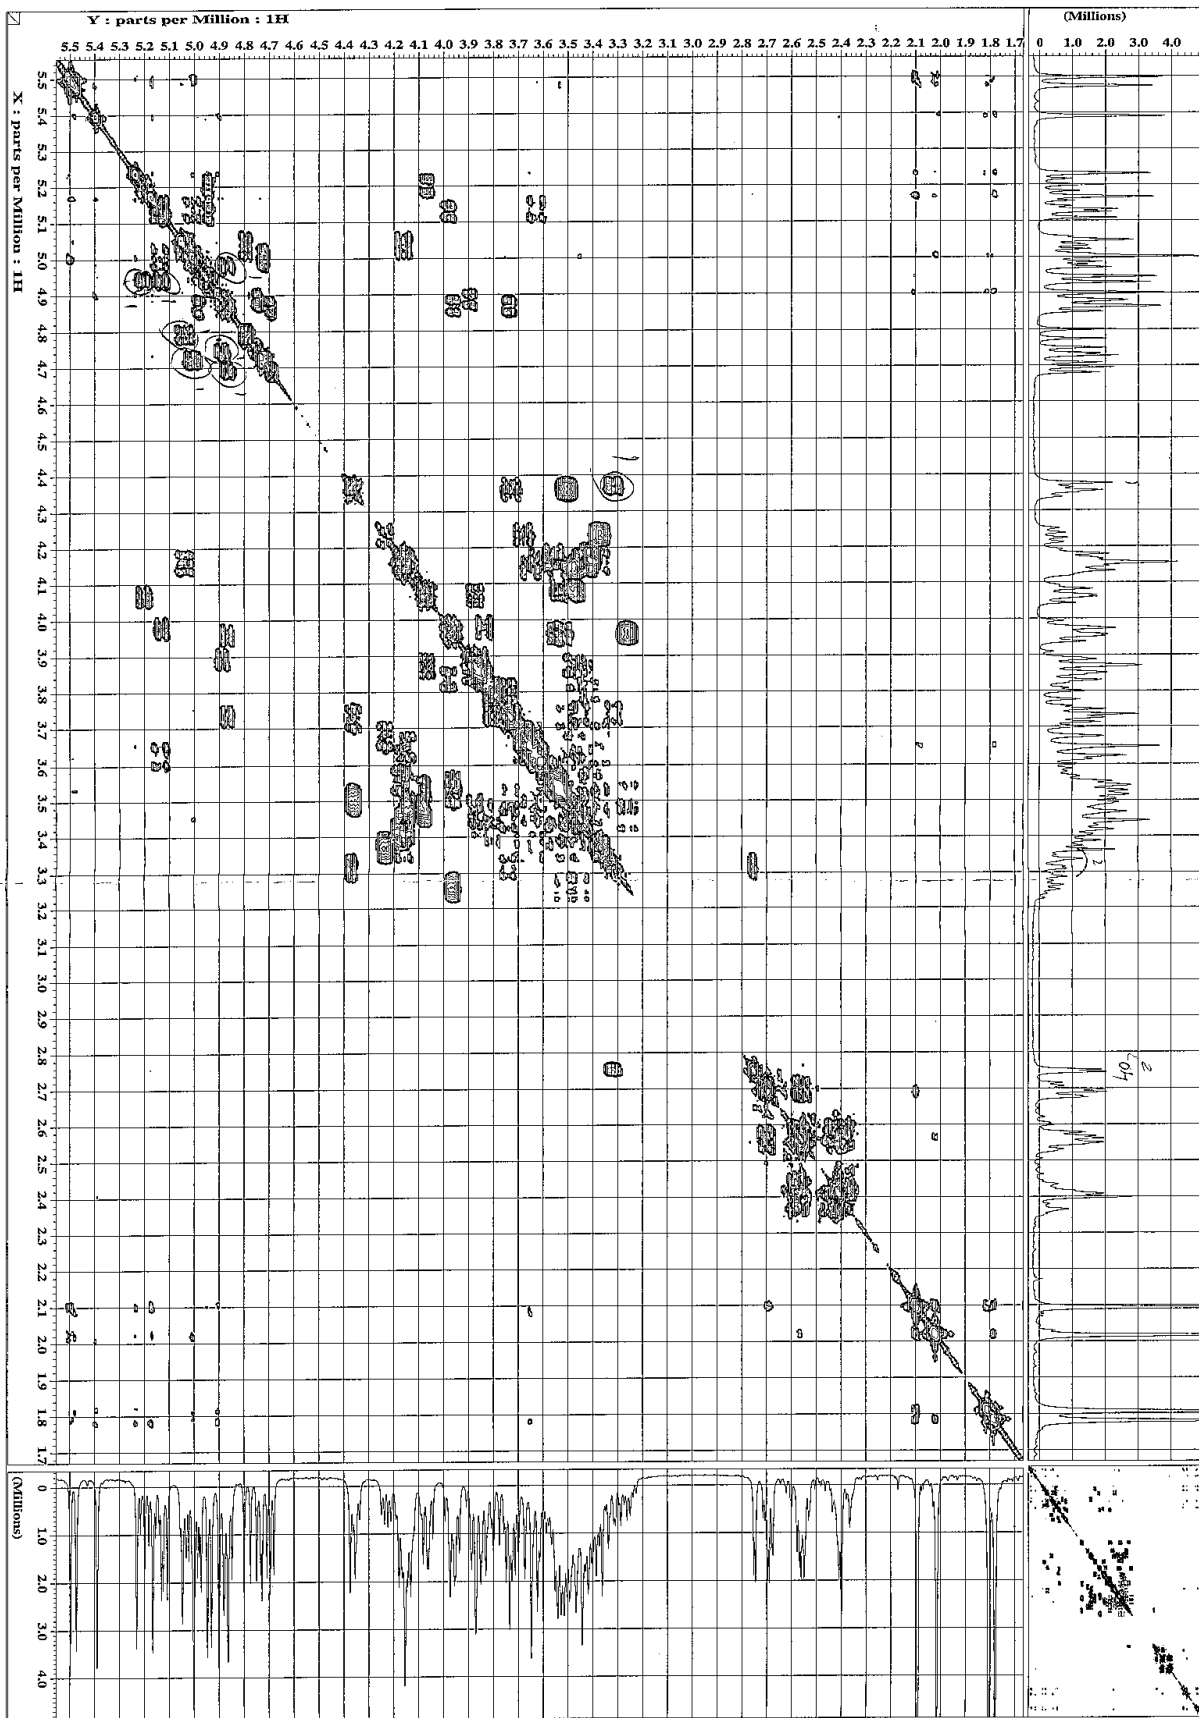 Y : parts per Million : 1H
5.5 5.4 5.3 5.2 5.1 5.0 4.9 4.8 4.7 4.6 4.5 4.4 4.3 4.2 4.1 4.0 3.9 3.8 3.7 3.6 3.5 3.4 3.3 3.2 3.1 3.0 2.9 2.8 2.7 2.6 2.5 2.4 2.3 2.2 2.1 2.0 1.9 1.8 1.7
(Millions)
0 1.0 2.0 3.0 4.0
X : parts per Million : 1H
5.5 5.4 5.3 5.2 5.1 5.0 4.9 4.8 4.7 4.6 4.5 4.4 4.3 4.2 4.1 4.0 3.9 3.8 3.7 3.6 3.5 3.4 3.3 3.2 3.1 3.0 2.9 2.8 2.7 2.6 2.5 2.4 2.3 2.2 2.1 2.0 1.9 1.8 1.7
(Millions)
0 1.0 2.0 3.0 4.0